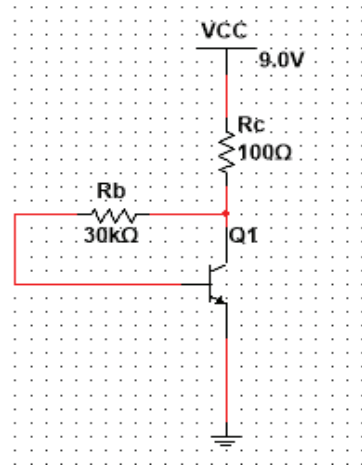 VCC
9.0V
Rc
100Ω
Rb
30kΩ
Q1